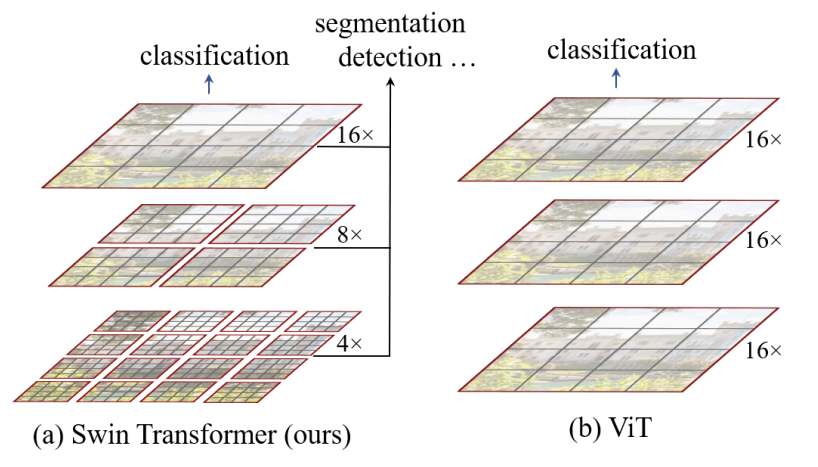 segmentation
detection …
classification
16×
8×
4×
(a) Swin Transformer (ours)
classification
16×
16×
16×
(b) ViT